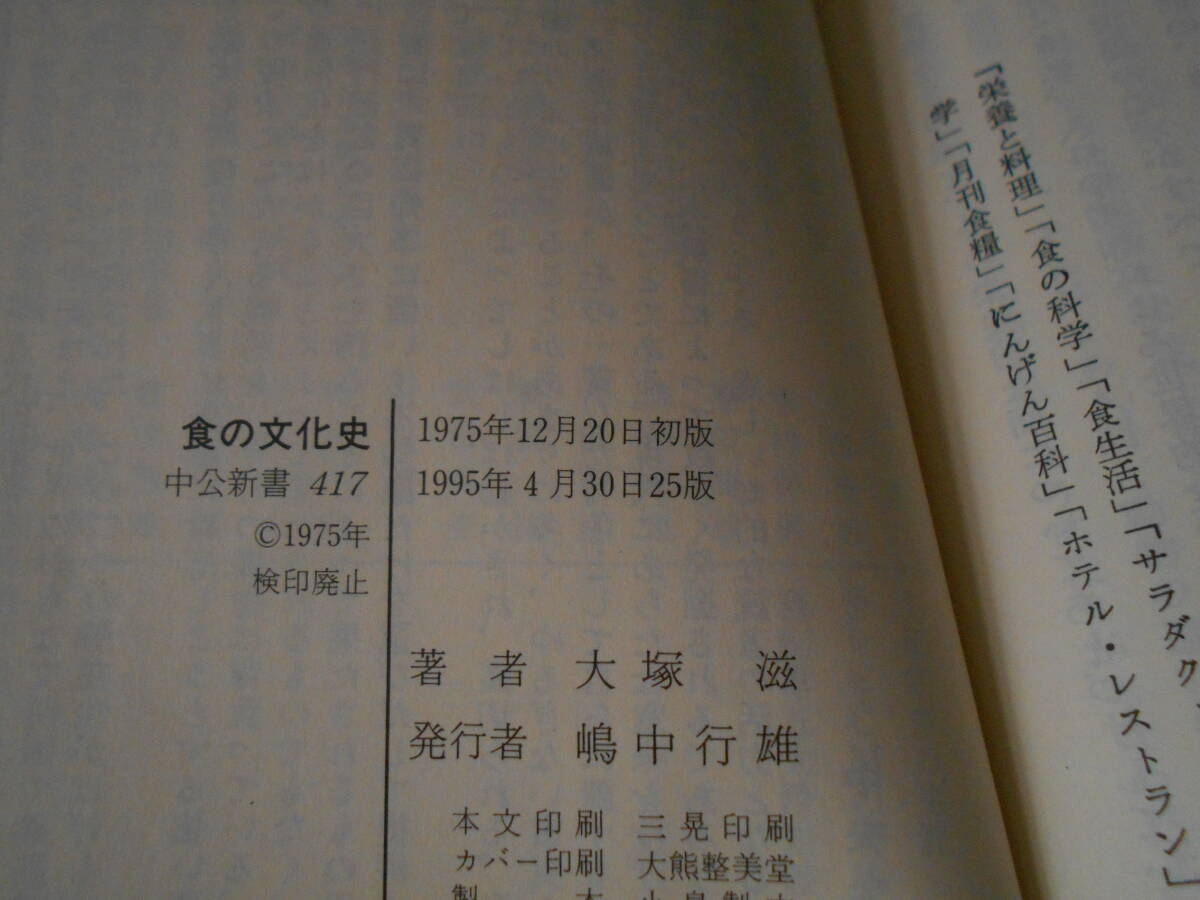 「栄養と料理」「食の科学」「食生活」「サラダク
学」「月刊食糧」「にんげん百科」「ホテル・レストラン」
食の文化史
中公新書 417
©1975年
検印廃止
1975年12月20日初版
1995年4月30日25版
著者 大塚 滋
発行者 嶋中行雄
本文印刷 三晃印刷
カバー印刷 大熊整美堂
製 本